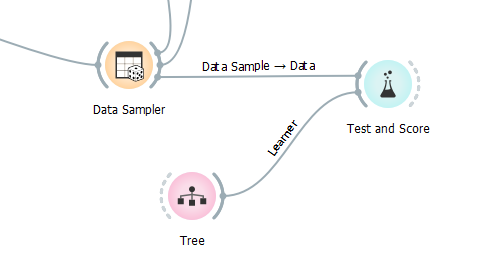 Data Sample → Data
Data Sampler
Test and Score
Learner
Tree